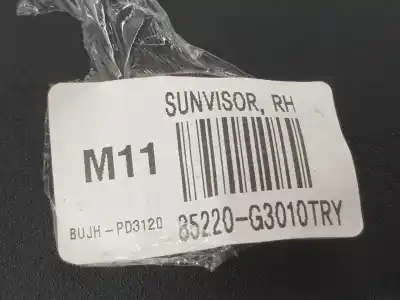 SUNVISOR, RH
M11
BUJH-PD3120
85220-G3010TRY